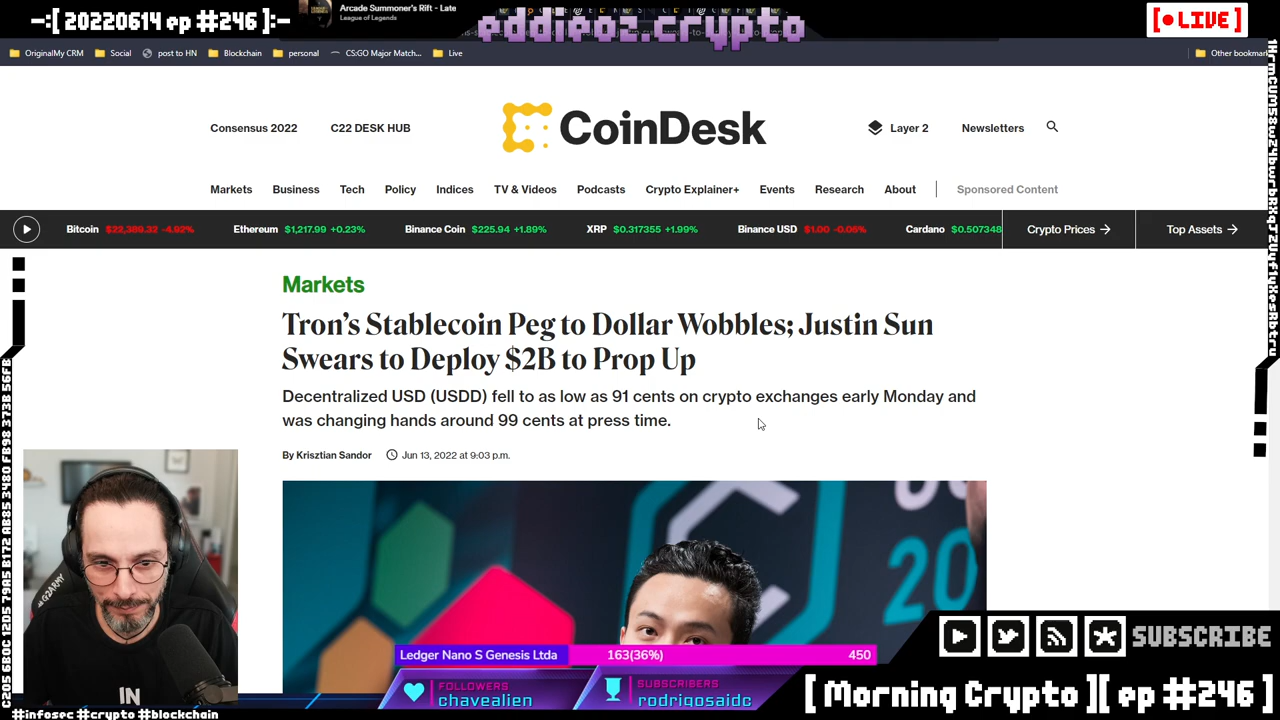 -:[ 20220614 ep #246 ]:-
Arcade Summoner's Rift - Late
League of Legends
eddieoz.crypto
[ • LIVE ]
OriginalMy CRM
Social
post to HN
Blockchain
personal
CS:GO Major Match...
Live
Other bookmar
Consensus 2022
C22 DESK HUB
CoinDesk
Layer 2
Newsletters
Markets
Business
Tech
Policy
Indices
TV & Videos
Podcasts
Crypto Explainer+
Events
Research
About
Sponsored Content
Bitcoin $22,389.32 -4.92%
Ethereum $1,217.99 +0.23%
Binance Coin $225.94 +1.89%
XRP $0.317355 +1.99%
Binance USD $1.00 -0.06%
Cardano $0.507348
Crypto Prices →
Top Assets →
Markets
Tron's Stablecoin Peg to Dollar Wobbles; Justin Sun
Swears to Deploy $2B to Prop Up
Decentralized USD (USDD) fell to as low as 91 cents on crypto exchanges early Monday and
was changing hands around 99 cents at press time.
By Krisztian Sandor
Jun 13, 2022 at 9:03 p.m.
20
G2ARMY
IN
Ledger Nano S Genesis Ltda
163(36%)
450
FOLLOWERS
chavealien
SUBSCRIBERS
rodrigosaidc
SUBSCRIBE
[ Morning Crypto ][ ep #246 ]
#infosec #crypto #blockchain